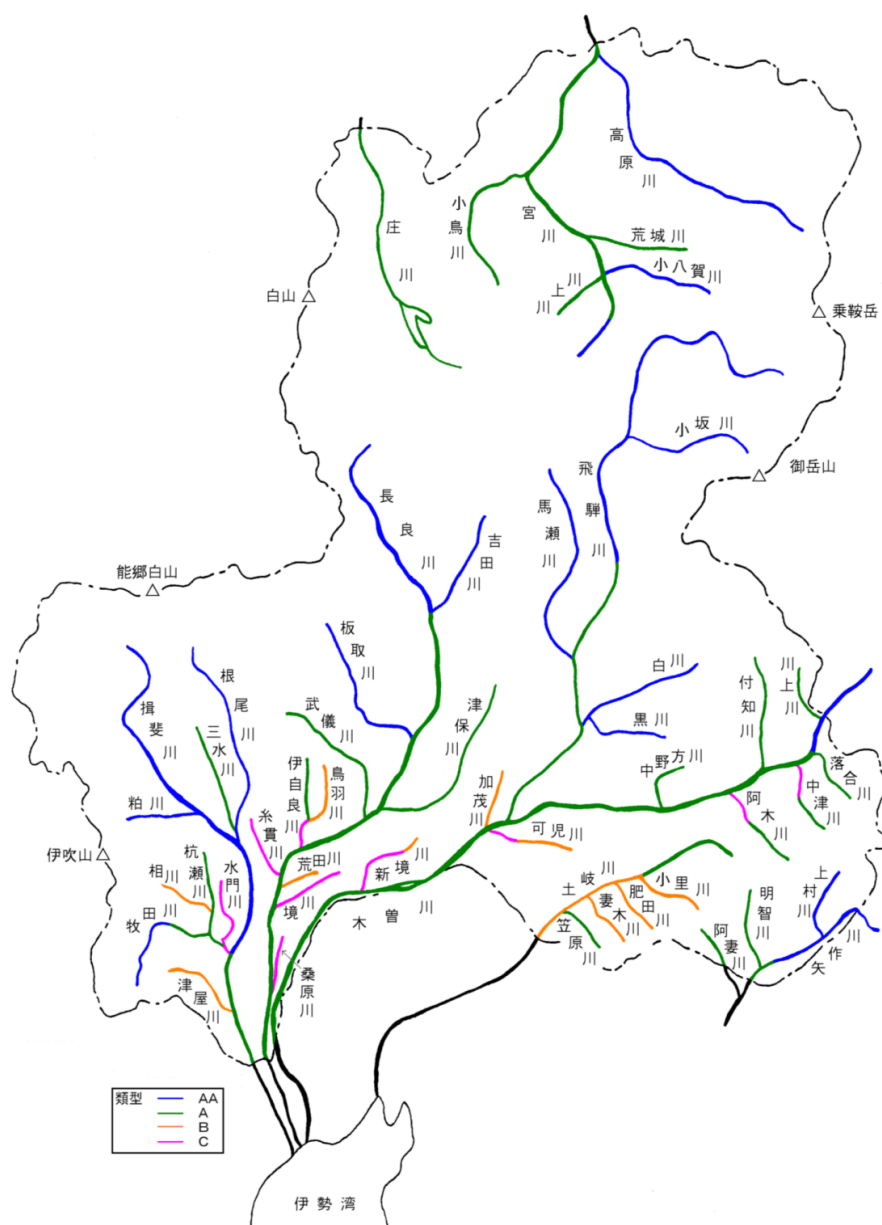 高原川
小鳥川
宮川
庄川
荒城川
小八賀川
川上川
白山
乗鞍岳
小坂川
飛騨川
御岳山
馬瀬川
長良川
吉田川
能郷白山
板取川
根尾川
揖斐川
三水川
武儀川
津保川
白川
黒川
付知川
川上川
伊自良川
鳥羽川
加茂川
中野方川
落合川
中津川
阿木川
粕川
糸貫川
可児川
伊吹山
杭瀬川
水門川
相川
荒田川
新境川
境川
牧田川
木曽川
土岐川
小里川
肥田川
妻木川
笠原川
明智川
上村川
阿妻川
矢作川
津屋川
桑原川
類型 AA
A
B
C
伊勢湾